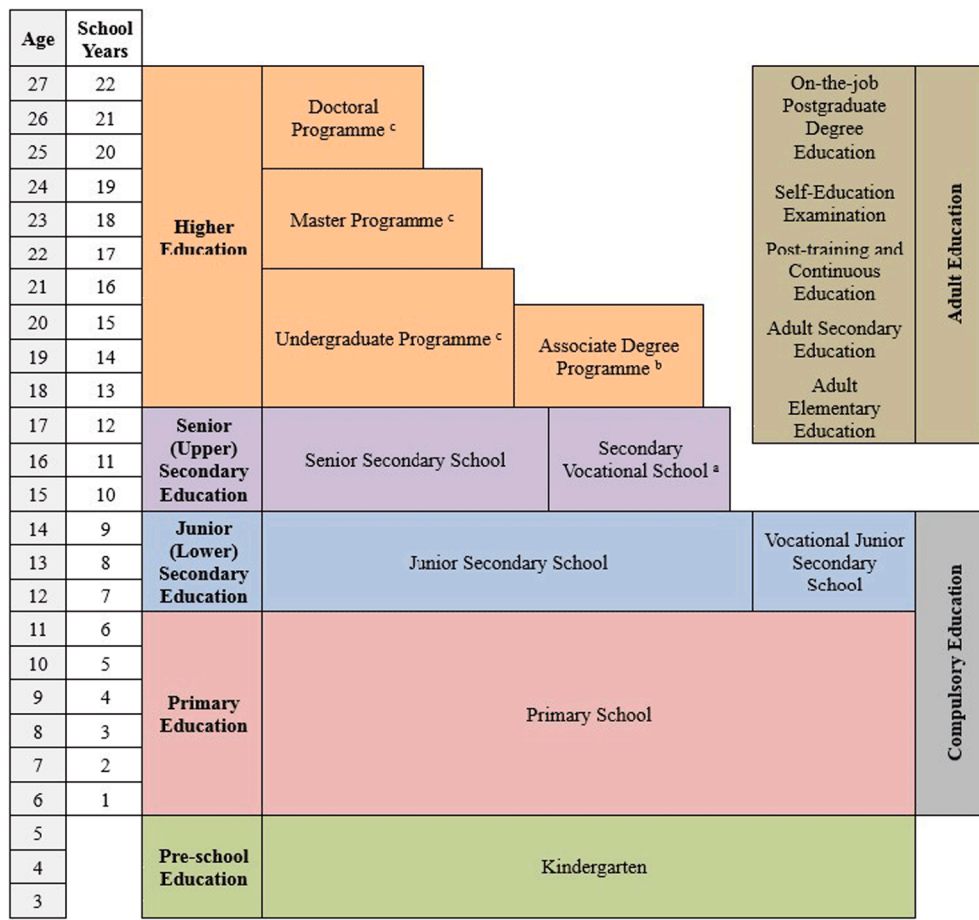 Age
School
Years
27
22
26
21
25
20
24
19
23
18
22
17
21
16
20
15
19
14
18
13
17
12
16
11
15
10
14
9
13
8
12
7
11
6
10
5
9
4
8
3
7
2
6
1
5
4
3
Higher
Education
Doctoral
Programme ᶜ
Master Programme ᶜ
Undergraduate Programme ᶜ
Associate Degree
Programme ᵇ
On-the-job
Postgraduate
Degree
Education
Self-Education
Examination
Post-training and
Continuous
Education
Adult Secondary
Education
Adult
Elementary
Education
Adult Education
Senior
(Upper)
Secondary
Education
Senior Secondary School
Secondary
Vocational School ᵃ
Junior
(Lower)
Secondary
Education
Junior Secondary School
Vocational Junior
Secondary
School
Compulsory Education
Primary
Education
Primary School
Pre-school
Education
Kindergarten